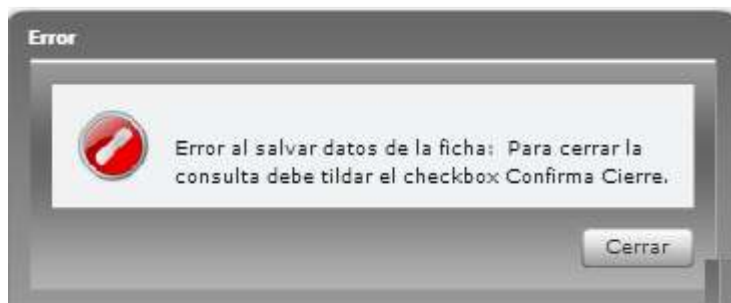 Error
Error al salvar datos de la ficha:  Para cerrar la
consulta debe tildar el checkbox Confirma Cierre.
Cerrar